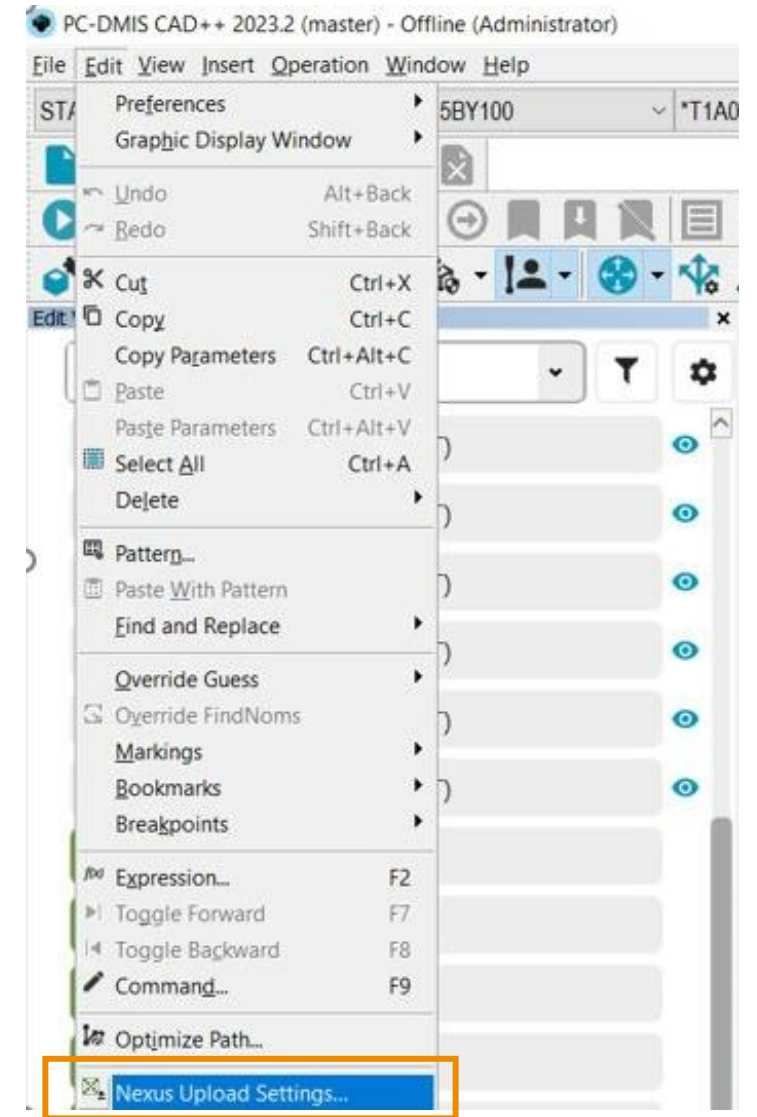 PC-DMIS CAD++ 2023.2 (master) - Offline (Administrator)
File Edit View Insert Operation Window Help
STA 5BY100 *T1A0
Preferences
Graphic Display Window
Undo Alt+Back
Redo Shift+Back
Cut Ctrl+X
Edit
Copy Ctrl+C
Copy Parameters Ctrl+Alt+C
Paste Ctrl+V
Paste Parameters Ctrl+Alt+V
Select All Ctrl+A
Delete
Pattern...
Paste With Pattern
Find and Replace
Override Guess
Override FindNoms
Markings
Bookmarks
Breakpoints
Expression... F2
Toggle Forward F7
Toggle Backward F8
Command... F9
Optimize Path...
Nexus Upload Settings...